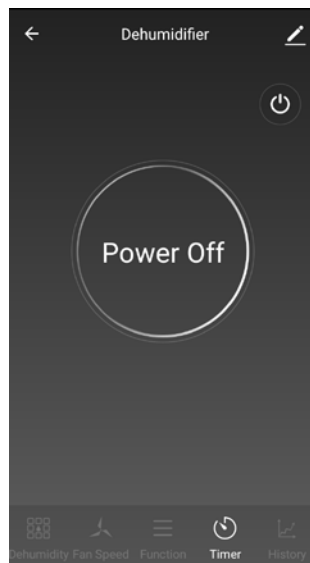 Dehumidifier
Power Off
Dehumidity Fan Speed Function Timer History